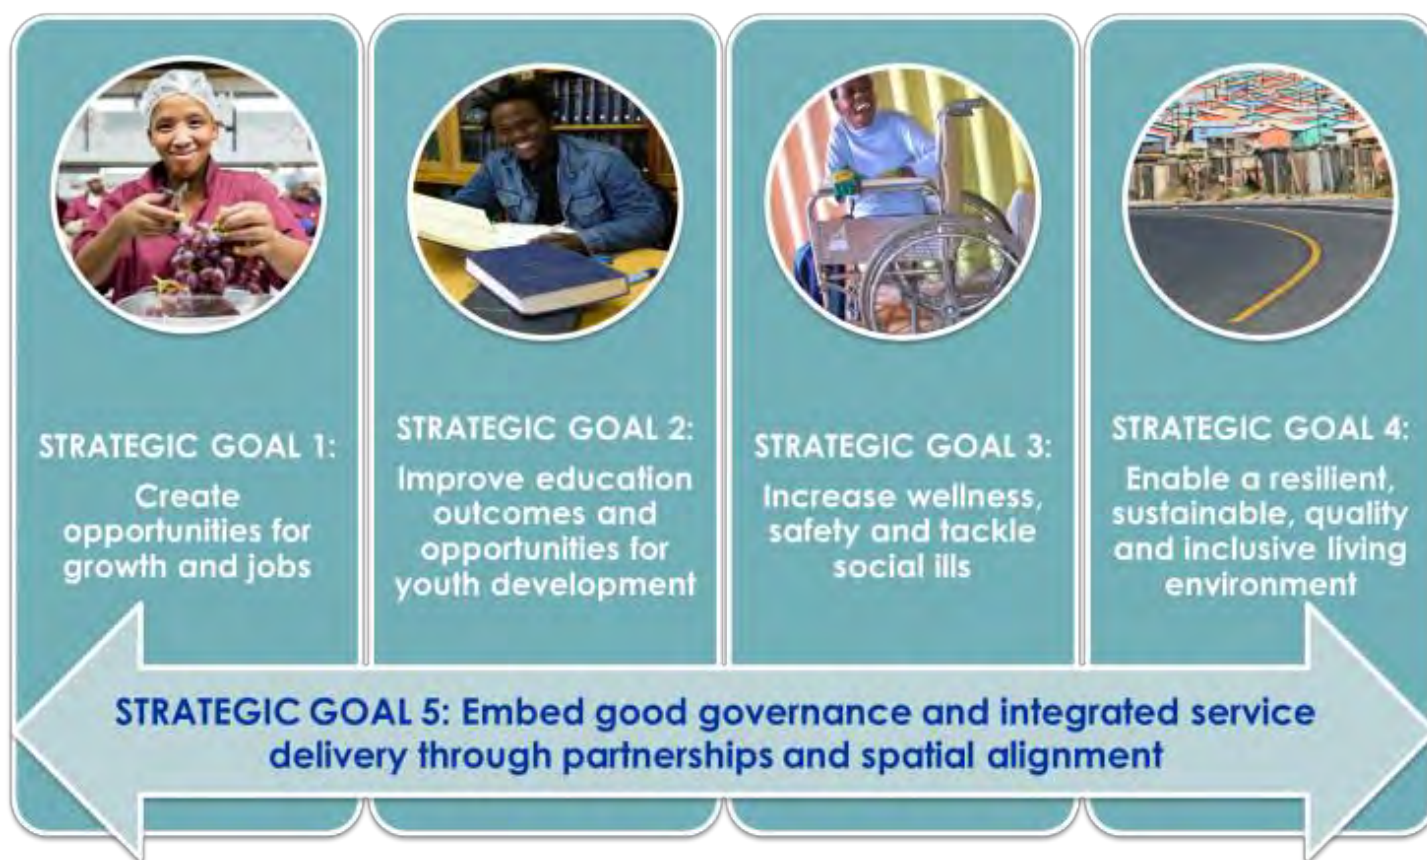 STRATEGIC GOAL 1:
Create
opportunities for
growth and jobs
STRATEGIC GOAL 2:
Improve education
outcomes and
opportunities for
youth development
STRATEGIC GOAL 3:
Increase wellness,
safety and tackle
social ills
STRATEGIC GOAL 4:
Enable a resilient,
sustainable, quality
and inclusive living
environment
STRATEGIC GOAL 5: Embed good governance and integrated service
delivery through partnerships and spatial alignment